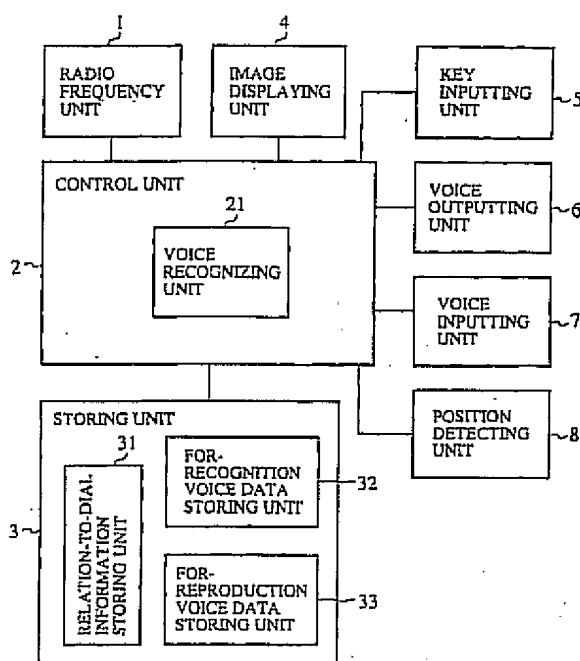 1
RADIO
FREQUENCY
UNIT
4
IMAGE
DISPLAYING
UNIT
KEY
INPUTTING
UNIT
5
CONTROL UNIT
2
21
VOICE
RECOGNIZING
UNIT
VOICE
OUTPUTTING
UNIT
6
VOICE
INPUTTING
UNIT
7
POSITION
DETECTING
UNIT
8
STORING UNIT
3
31
RELATION-TO-DIAL
INFORMATION
STORING UNIT
FOR-
RECOGNITION
VOICE DATA
STORING UNIT
32
FOR-
REPRODUCTION
VOICE DATA
STORING UNIT
33